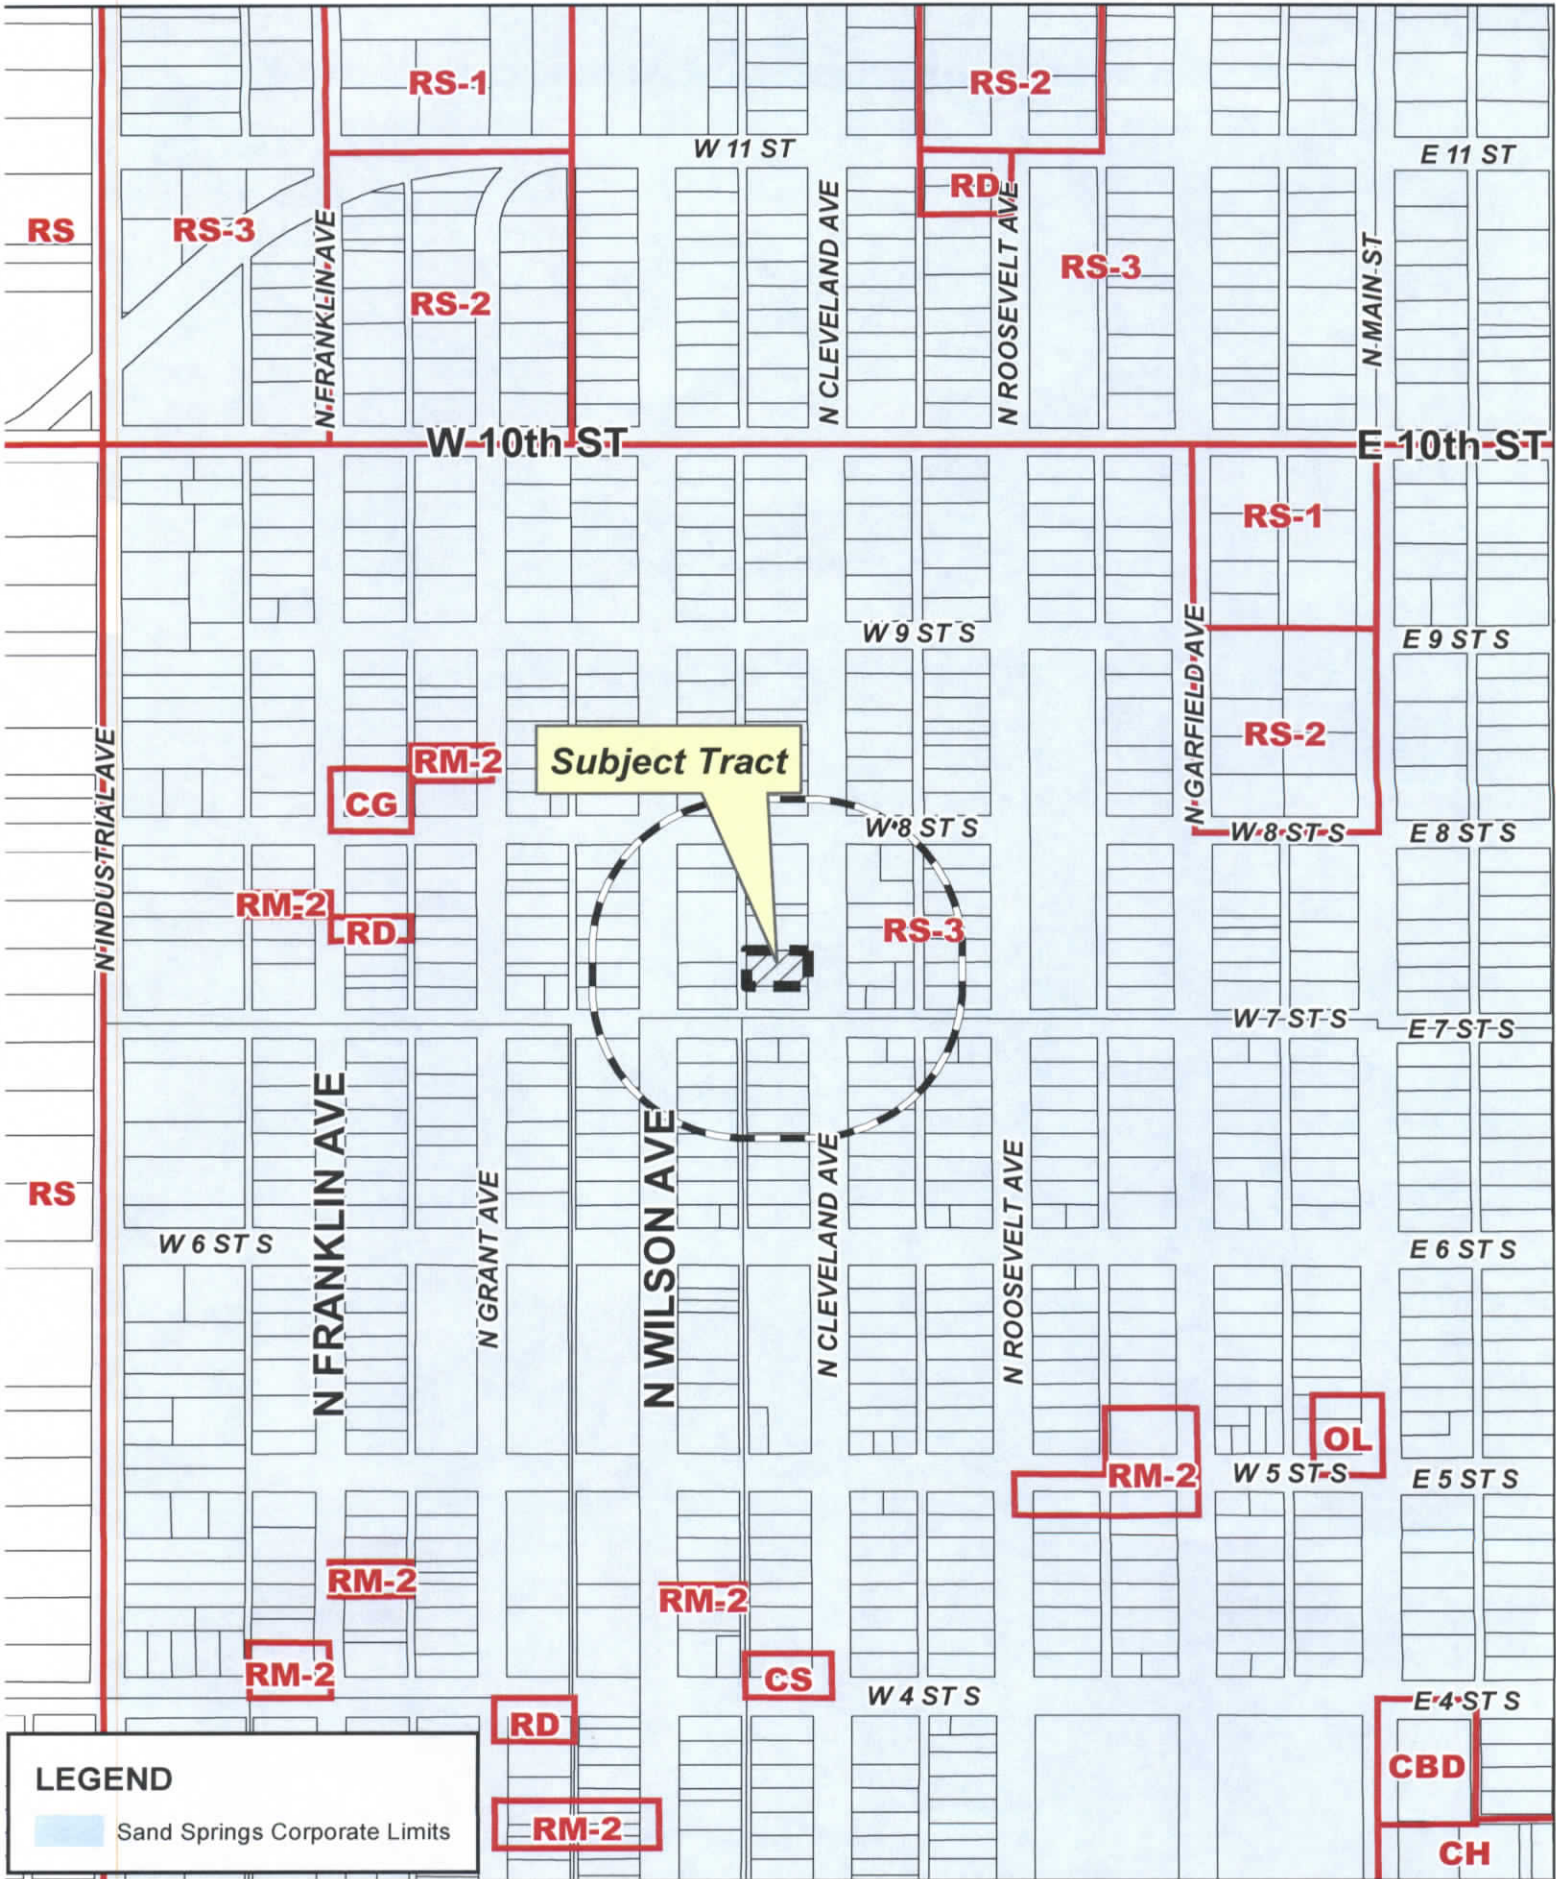 RS-1
RS-2
W 11 ST
E 11 ST
RD
RS
RS-3
N FRANKLIN AVE
RS-2
N CLEVELAND AVE
N ROOSEVELT AVE
RS-3
N MAIN ST
W 10th ST
E 10th ST
RS-1
W 9 ST S
E 9 ST S
N GARFIELD AVE
RS-2
Subject Tract
RM-2
CG
N INDUSTRIAL AVE
W 8 ST S
W 8 ST S
E 8 ST S
RM-2
RD
RS-3
W 7 ST S
E 7 ST S
N FRANKLIN AVE
N GRANT AVE
N WILSON AVE
N CLEVELAND AVE
N ROOSEVELT AVE
RS
W 6 ST S
E 6 ST S
OL
RM-2
W 5 ST S
E 5 ST S
RM-2
RM-2
RM-2
CS
W 4 ST S
E 4 ST S
RD
CBD
RM-2
CH
LEGEND
Sand Springs Corporate Limits